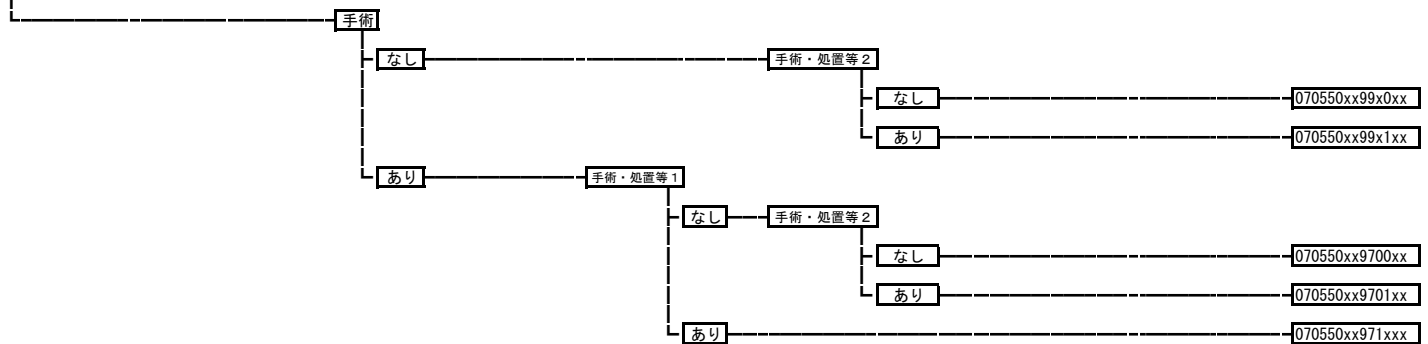 手術
なし 手術・処置等２
なし 070550xx99x0xx
あり 070550xx99x1xx
あり 手術・処置等１
なし 手術・処置等２
なし 070550xx9700xx
あり 070550xx9701xx
あり 070550xx971xxx